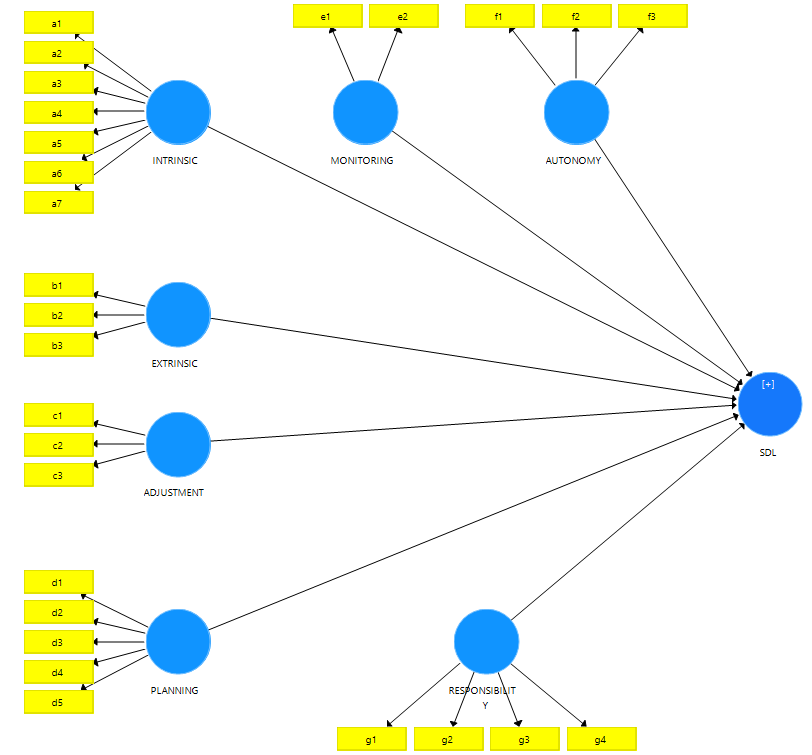 a1
a2
a3
a4
a5
a6
a7
INTRINSIC
e1
e2
MONITORING
f1
f2
f3
AUTONOMY
b1
b2
b3
EXTRINSIC
c1
c2
c3
ADJUSTMENT
[+]
SDL
d1
d2
d3
d4
d5
PLANNING
RESPONSIBILIT
Y
g1
g2
g3
g4